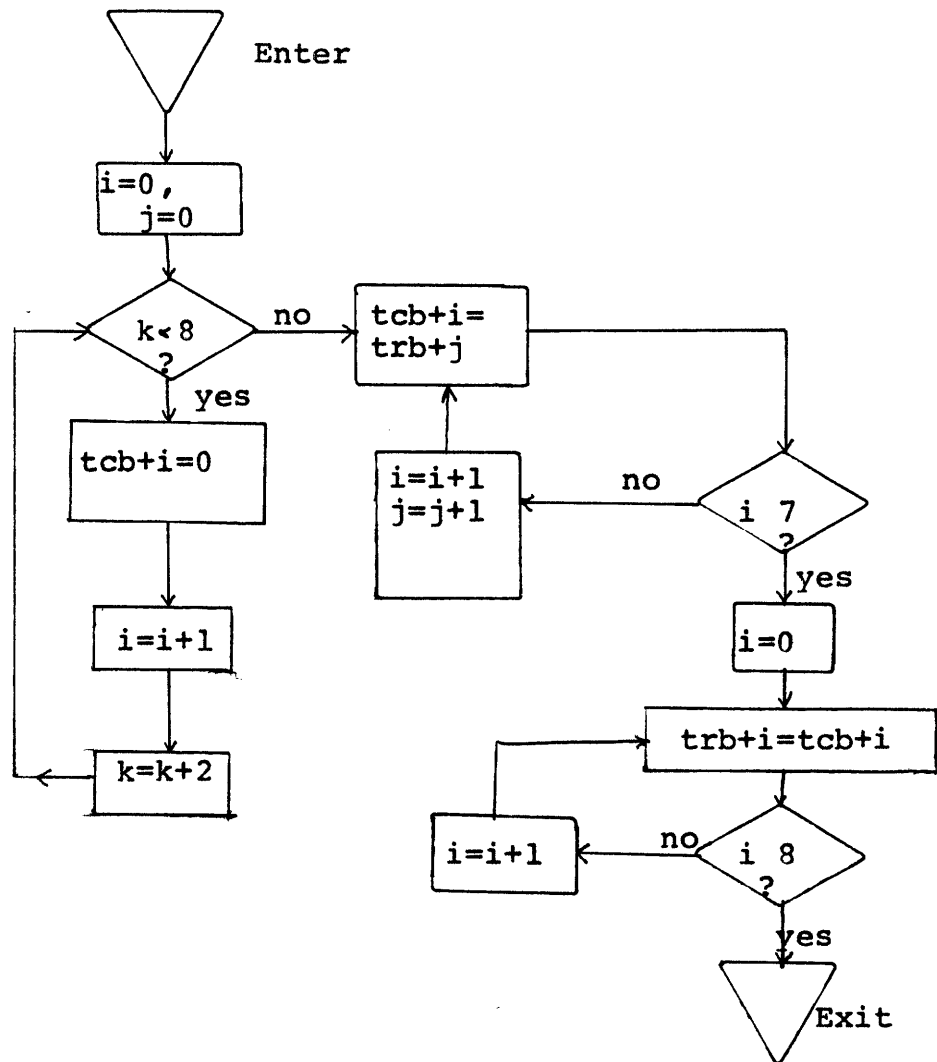 Enter
i=0,
j=0
k<8
?
no
yes
tcb+i=0
i=i+1
k=k+2
tcb+i=
trb+j
i=i+1
j=j+1
no
i 7
?
yes
i=0
trb+i=tcb+i
i=i+1
no
i 8
?
yes
Exit